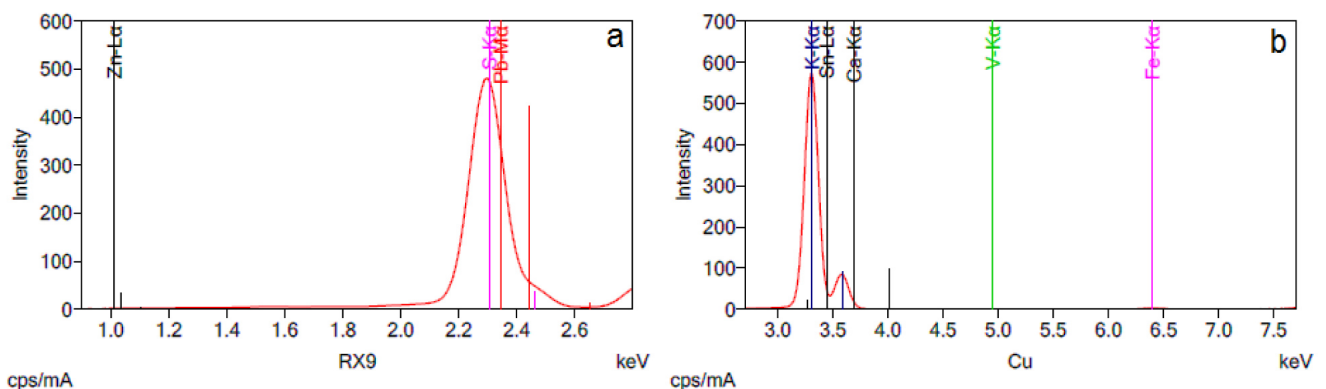 600
500
400
300
200
100
0
Intensity
cps/mA
Zn-Lα
S-Kα
Pb-Mα
a
1.0 1.2 1.4 1.6 1.8 2.0 2.2 2.4 2.6
RX9
keV
700
600
500
400
300
200
100
0
Intensity
cps/mA
K-Kα
Sn-Lα
Ca-Kα
V-Kα
Fe-Kα
b
3.0 3.5 4.0 4.5 5.0 5.5 6.0 6.5 7.0 7.5
Cu
keV